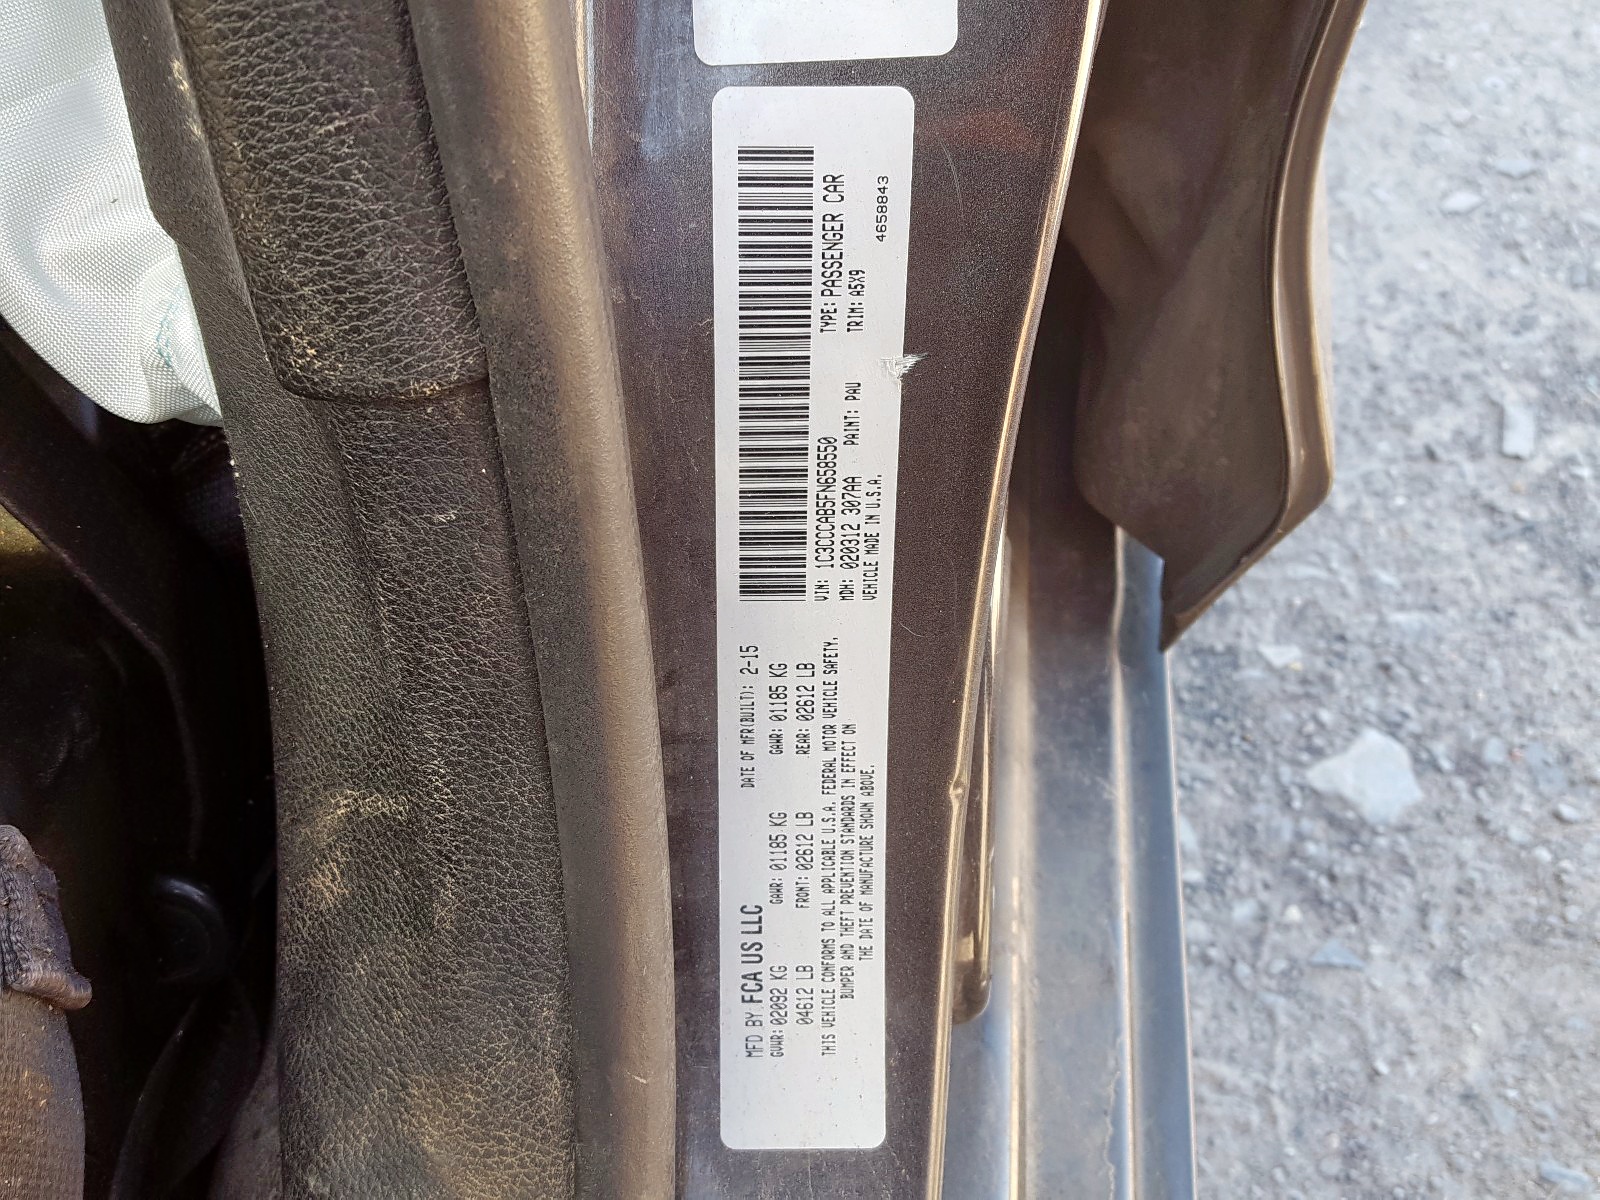 MFD BY: FCA US LLC DATE OF MFR(BUILT): 2-15
GVWR: 02092 KG GAWR: 01185 KG GAWR: 01185 KG
04612 LB FRONT: 02612 LB REAR: 02612 LB
THIS VEHICLE CONFORMS TO ALL APPLICABLE U.S.A. FEDERAL MOTOR VEHICLE SAFETY,
BUMPER AND THEFT PREVENTION STANDARDS IN EFFECT ON
THE DATE OF MANUFACTURE SHOWN ABOVE.
VIN: 1C3CCCAB5FN658550 TYPE: PASSENGER CAR
MDH: 020312 307AA PAINT: PAU TRIM: A5X9
VEHICLE MADE IN U.S.A.
4658843